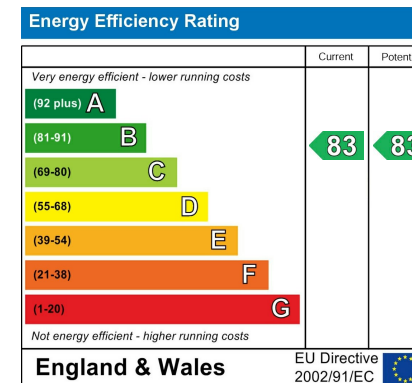 Energy Efficiency Rating
Current Potent
Very energy efficient - lower running costs
(92 plus) A
(81-91) B 83 83
(69-80) C
(55-68) D
(39-54) E
(21-38) F
(1-20) G
Not energy efficient - higher running costs
England & Wales
EU Directive
2002/91/EC